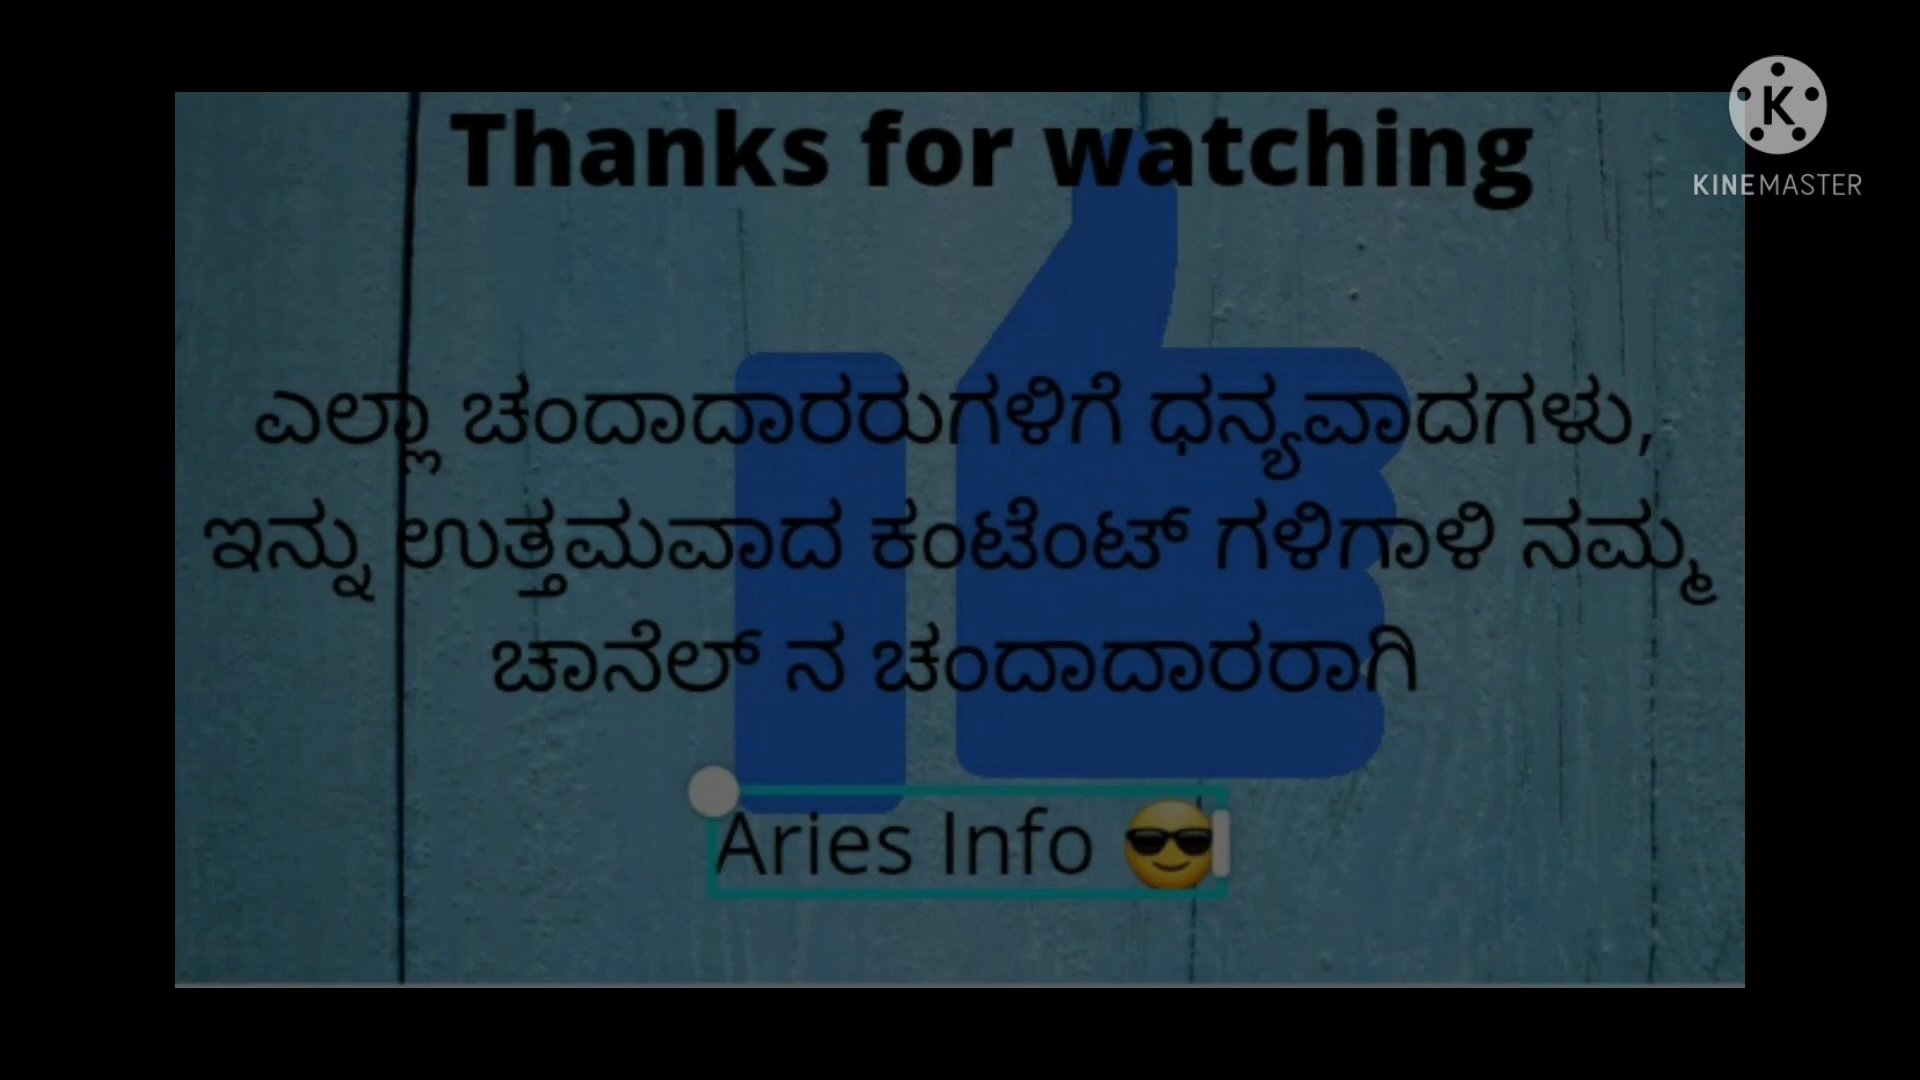 Thanks for watching
KINEMASTER
ಎಲ್ಲಾ ಚಂದಾದಾರರುಗಳಿಗೆ ಧನ್ಯವಾದಗಳು,
ಇನ್ನು ಉತ್ತಮವಾದ ಕಂಟೆಂಟ್ ಗಳಿಗಾಳಿ ನಮ್ಮ
ಚಾನೆಲ್ ನ ಚಂದಾದಾರರಾಗಿ
Aries Info 😎